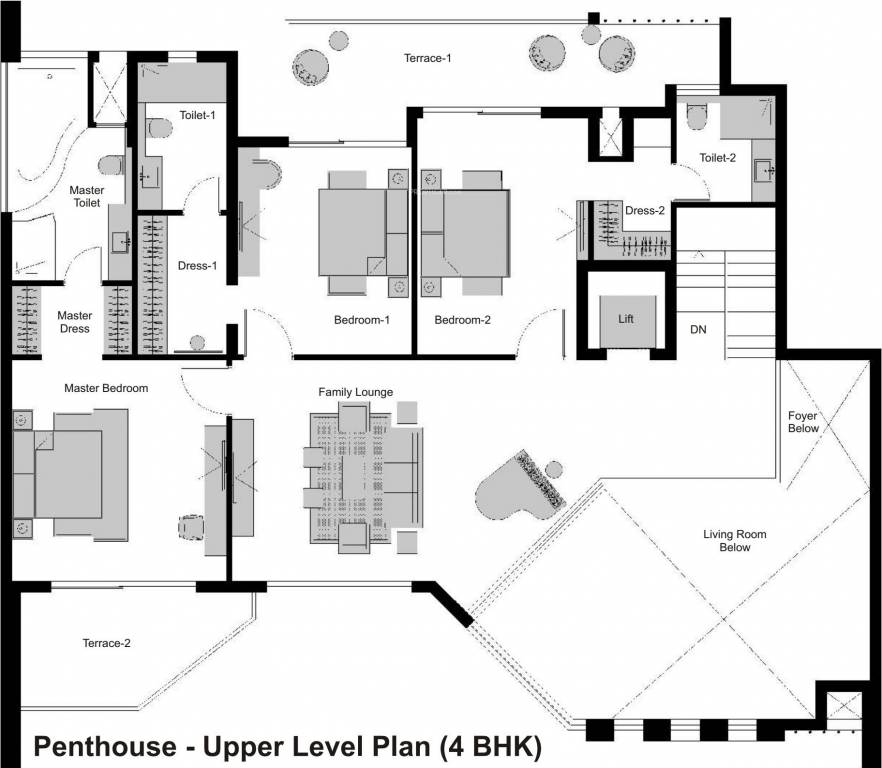 Terrace-1
Toilet-1
Toilet-2
Master
Toilet
Dress-2
Dress-1
Master
Dress
Bedroom-1
Bedroom-2
Lift
DN
Master Bedroom
Family Lounge
Foyer
Below
Living Room
Below
Terrace-2
Penthouse - Upper Level Plan (4 BHK)